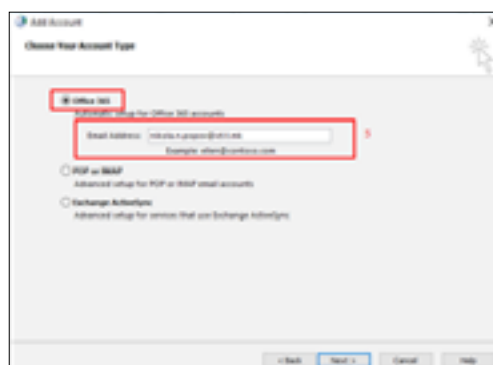 Add Account
Choose Your Account Type
Office 365
Automatic setup for Office 365 accounts
Email Address:
5
Example: ellen@contoso.com
POP or IMAP
Advanced setup for POP or IMAP email accounts
Exchange ActiveSync
Advanced setup for services that use Exchange ActiveSync
< Back Next > Cancel Help